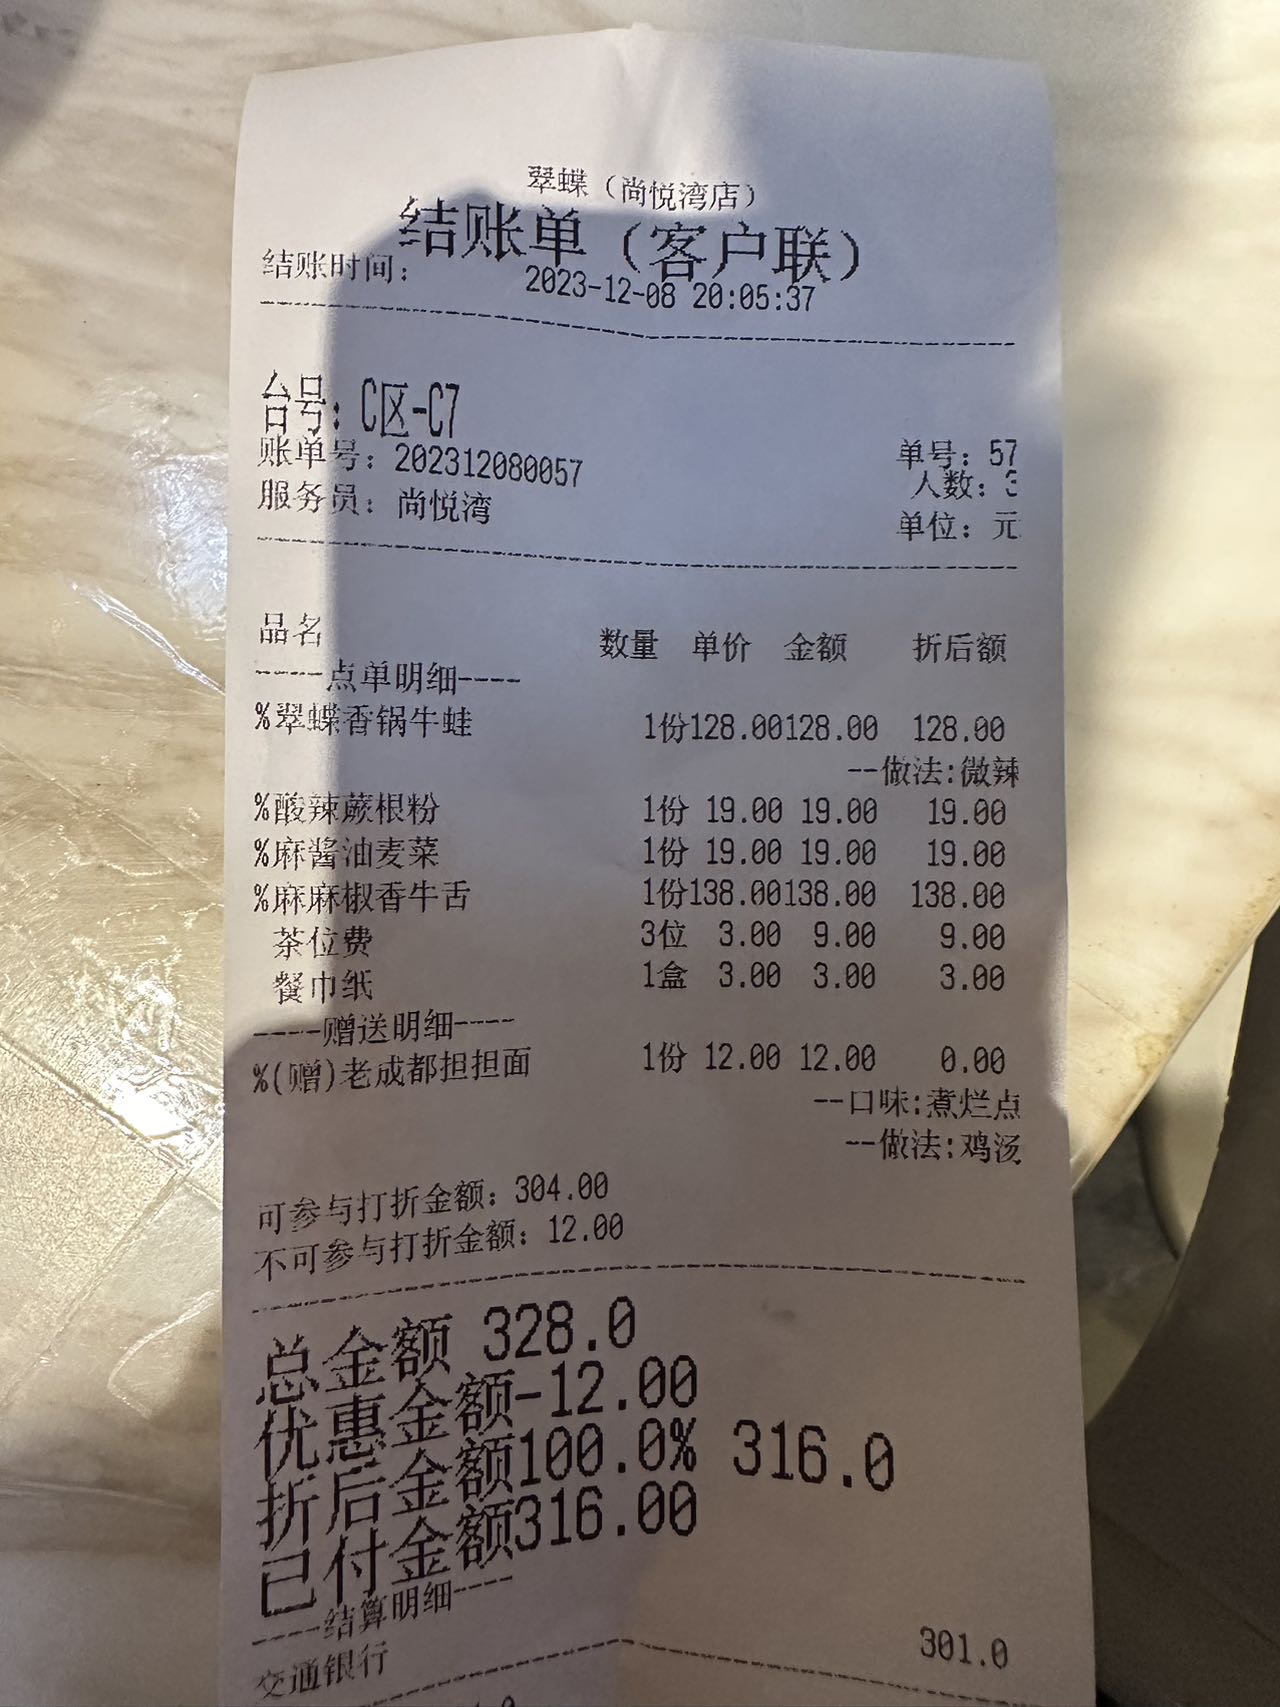 翠蝶（尚悦湾店）
结账单（客户联）
结账时间： 2023-12-08 20:05:37
台号：C区-C7
账单号：202312080057 单号：57
人数：3
服务员：尚悦湾 单位：元
品名 数量 单价 金额 折后额
-----点单明细----
%翠蝶香锅牛蛙 1份128.00128.00 128.00
--做法:微辣
%酸辣蕨根粉 1份 19.00 19.00 19.00
%麻酱油麦菜 1份 19.00 19.00 19.00
%麻麻椒香牛舌 1份138.00138.00 138.00
茶位费 3位 3.00 9.00 9.00
餐巾纸 1盒 3.00 3.00 3.00
-----赠送明细----
%(赠)老成都担担面 1份 12.00 12.00 0.00
--口味:煮烂点
--做法:鸡汤
可参与打折金额：304.00
不可参与打折金额：12.00
总金额 328.0
优惠金额-12.00
折后金额100.0% 316.0
已付金额316.00
-----结算明细----
交通银行 301.0